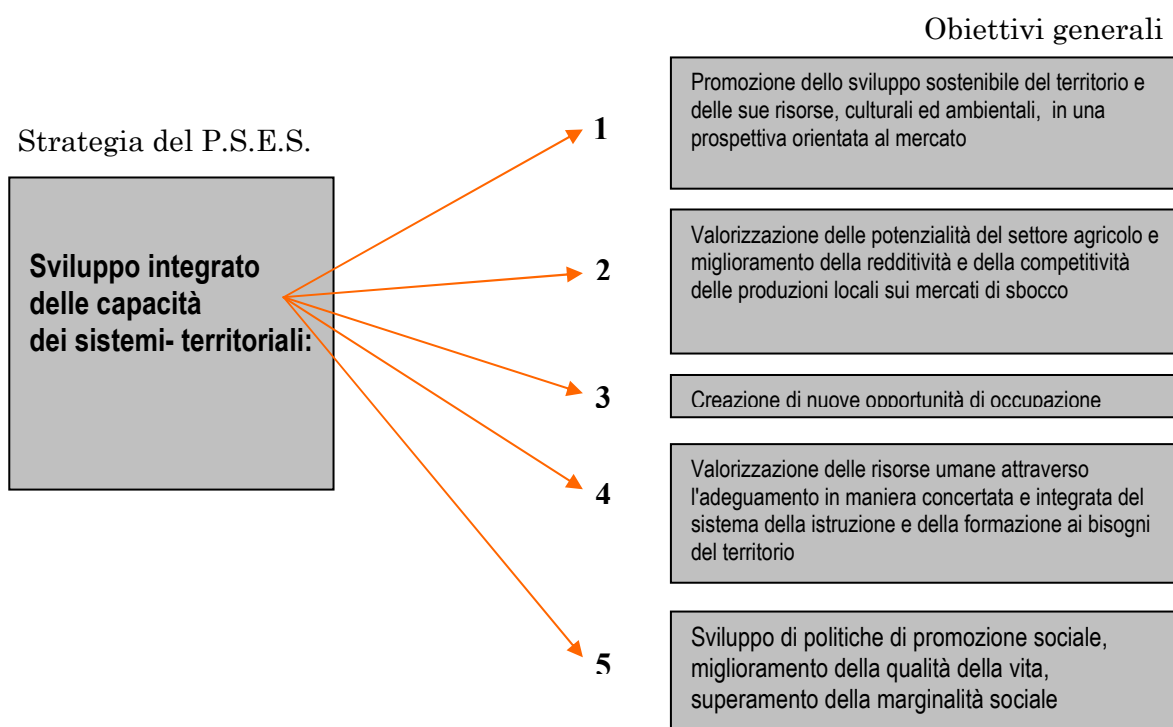 Obiettivi generali
Strategia del P.S.E.S.
Sviluppo integrato
delle capacità
dei sistemi- territoriali:
1
Promozione dello sviluppo sostenibile del territorio e
delle sue risorse, culturali ed ambientali, in una
prospettiva orientata al mercato
2
Valorizzazione delle potenzialità del settore agricolo e
miglioramento della redditività e della competitività
delle produzioni locali sui mercati di sbocco
3
Creazione di nuove opportunità di occupazione
4
Valorizzazione delle risorse umane attraverso
l'adeguamento in maniera concertata e integrata del
sistema della istruzione e della formazione ai bisogni
del territorio
5
Sviluppo di politiche di promozione sociale,
miglioramento della qualità della vita,
superamento della marginalità sociale